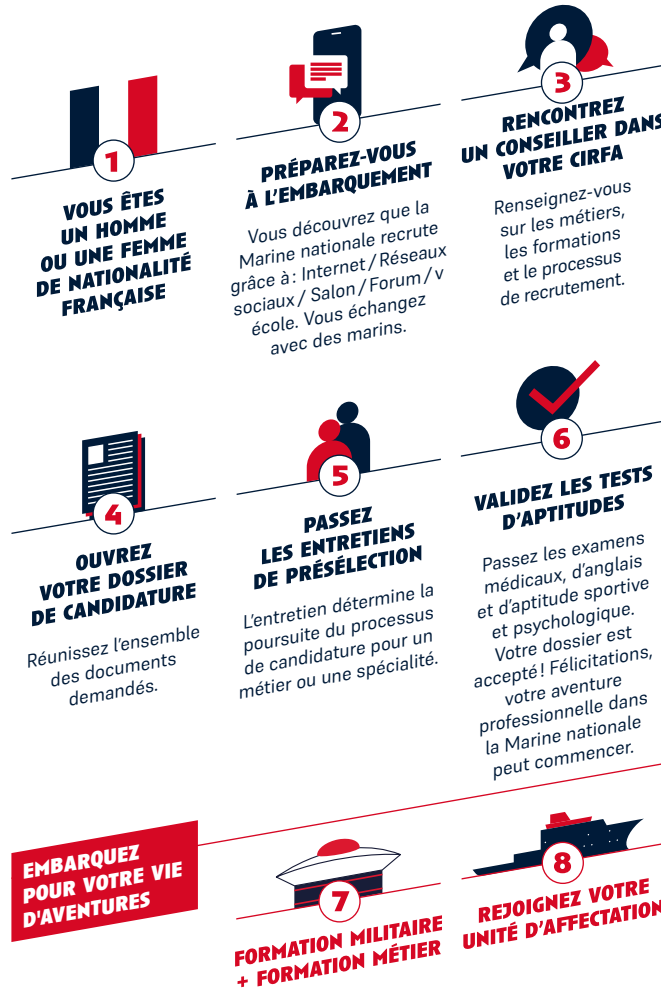 1
VOUS ÊTES
UN HOMME
OU UNE FEMME
DE NATIONALITÉ
FRANÇAISE
2
PRÉPAREZ-VOUS
À L'EMBARQUEMENT
Vous découvrez que la
Marine nationale recrute
grâce à : Internet / Réseaux
sociaux / Salon / Forum / v
école. Vous échangez
avec des marins.
3
RENCONTREZ
UN CONSEILLER DANS
VOTRE CIRFA
Renseignez-vous
sur les métiers,
les formations
et le processus
de recrutement.
4
OUVREZ
VOTRE DOSSIER
DE CANDIDATURE
Réunissez l'ensemble
des documents
demandés.
5
PASSEZ
LES ENTRETIENS
DE PRÉSÉLECTION
L'entretien détermine la
poursuite du processus
de candidature pour un
métier ou une spécialité.
6
VALIDEZ LES TESTS
D'APTITUDES
Passez les examens
médicaux, d'anglais
et d'aptitude sportive
et psychologique.
Votre dossier est
accepté ! Félicitations,
votre aventure
professionnelle dans
la Marine nationale
peut commencer.
EMBARQUEZ
POUR VOTRE VIE
D'AVENTURES
7
FORMATION MILITAIRE
+ FORMATION MÉTIER
8
REJOIGNEZ VOTRE
UNITÉ D'AFFECTATION